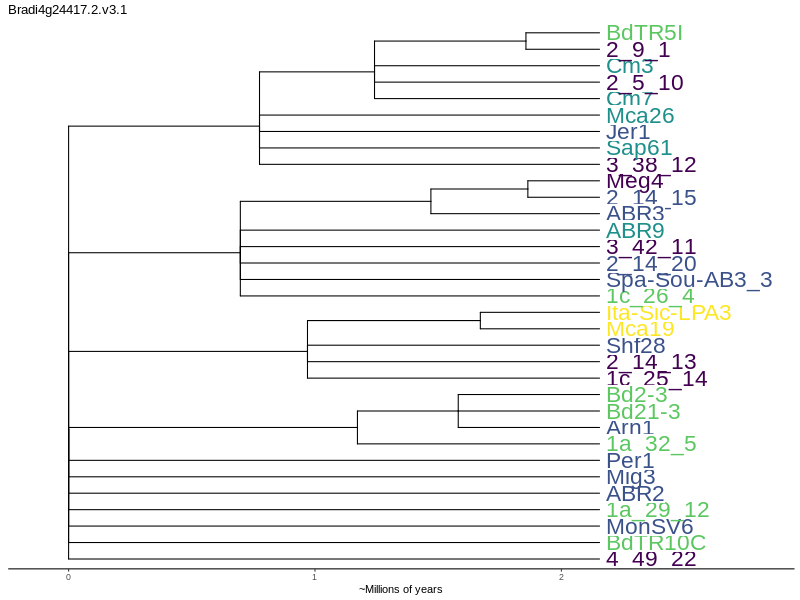 Bradi4g24417.2.v3.1
BdTR5I
2_9_1
Cm3
2_5_10
Cm7
Mca26
Jer1
Sap61
3_38_12
Meg4
2_14_15
ABR3
ABR9
3_42_11
2_14_20
Spa-Sou-AB3_3
1c_26_4
Ita-Sic-LPA3
Mca19
Shf28
2_14_13
1c_25_14
Bd2-3
Bd21-3
Arn1
1a_32_5
Per1
Mig3
ABR2
1a_29_12
MonSV6
BdTR10C
4_49_22
0 1 2
~Millions of years